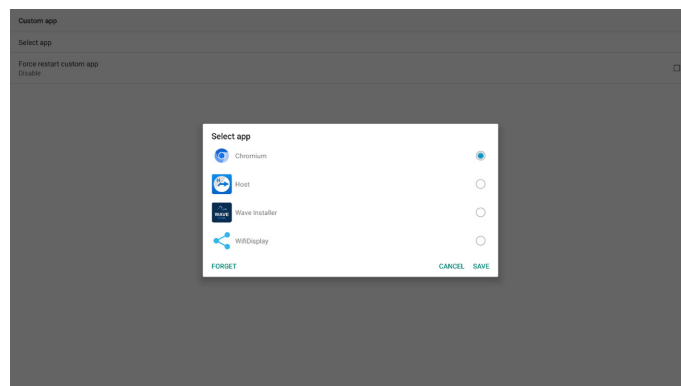 Custom app
Select app
Force restart custom app
Disable
Select app
Chromium
Host
WAVE
Wave Installer
WifiDisplay
FORGET
CANCEL SAVE